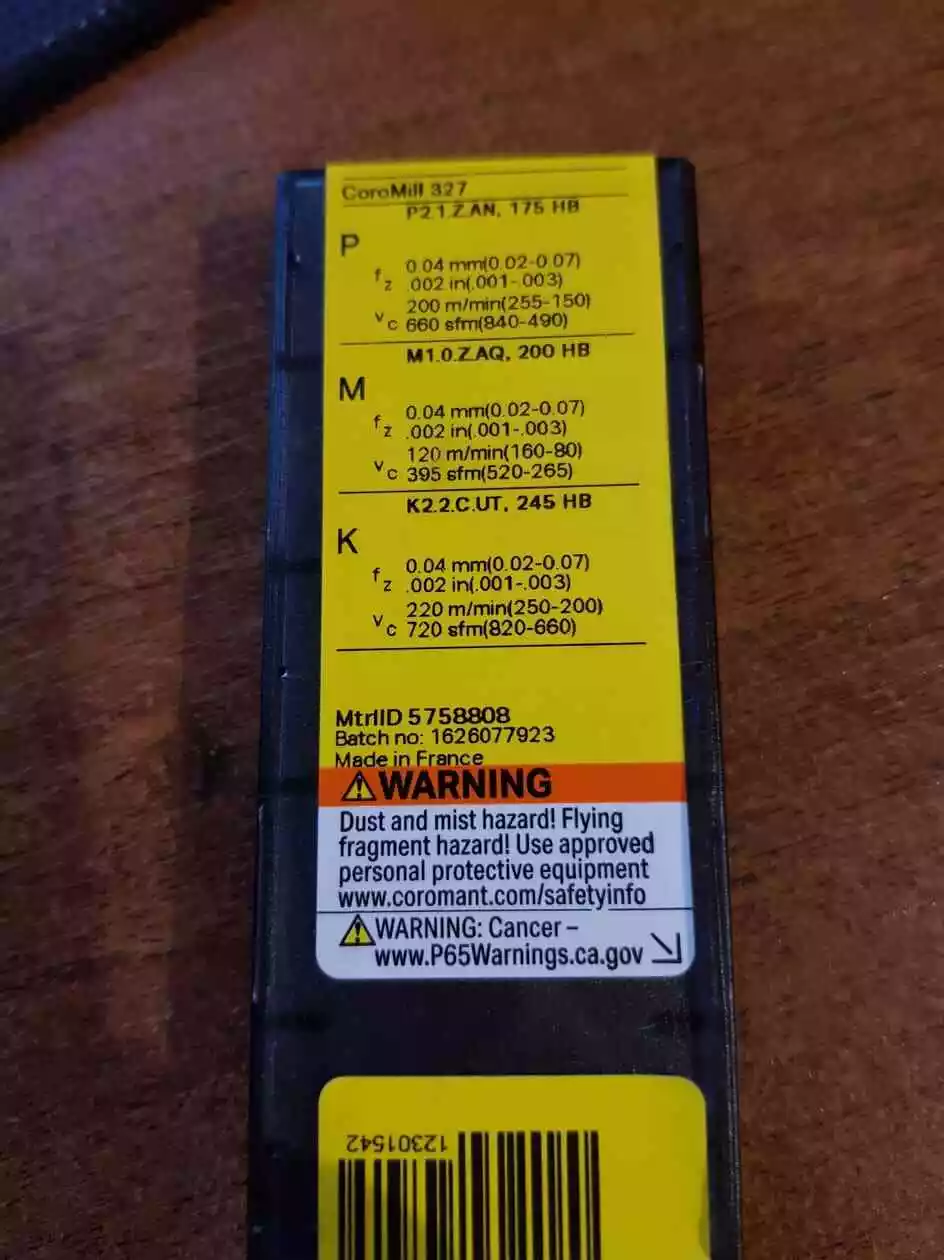 CoroMill 327
P2.1.Z.AN, 175 HB
P
fz 0.04 mm(0.02-0.07)
.002 in(.001-.003)
vc 200 m/min(255-150)
660 sfm(840-490)
M1.0.Z.AQ, 200 HB
M
fz 0.04 mm(0.02-0.07)
.002 in(.001-.003)
vc 120 m/min(160-80)
395 sfm(520-265)
K2.2.C.UT, 245 HB
K
fz 0.04 mm(0.02-0.07)
.002 in(.001-.003)
vc 220 m/min(250-200)
720 sfm(820-660)
MtrlID 5758808
Batch no: 1626077923
Made in France
WARNING
Dust and mist hazard! Flying
fragment hazard! Use approved
personal protective equipment
www.coromant.com/safetyinfo
WARNING: Cancer –
www.P65Warnings.ca.gov
12301542